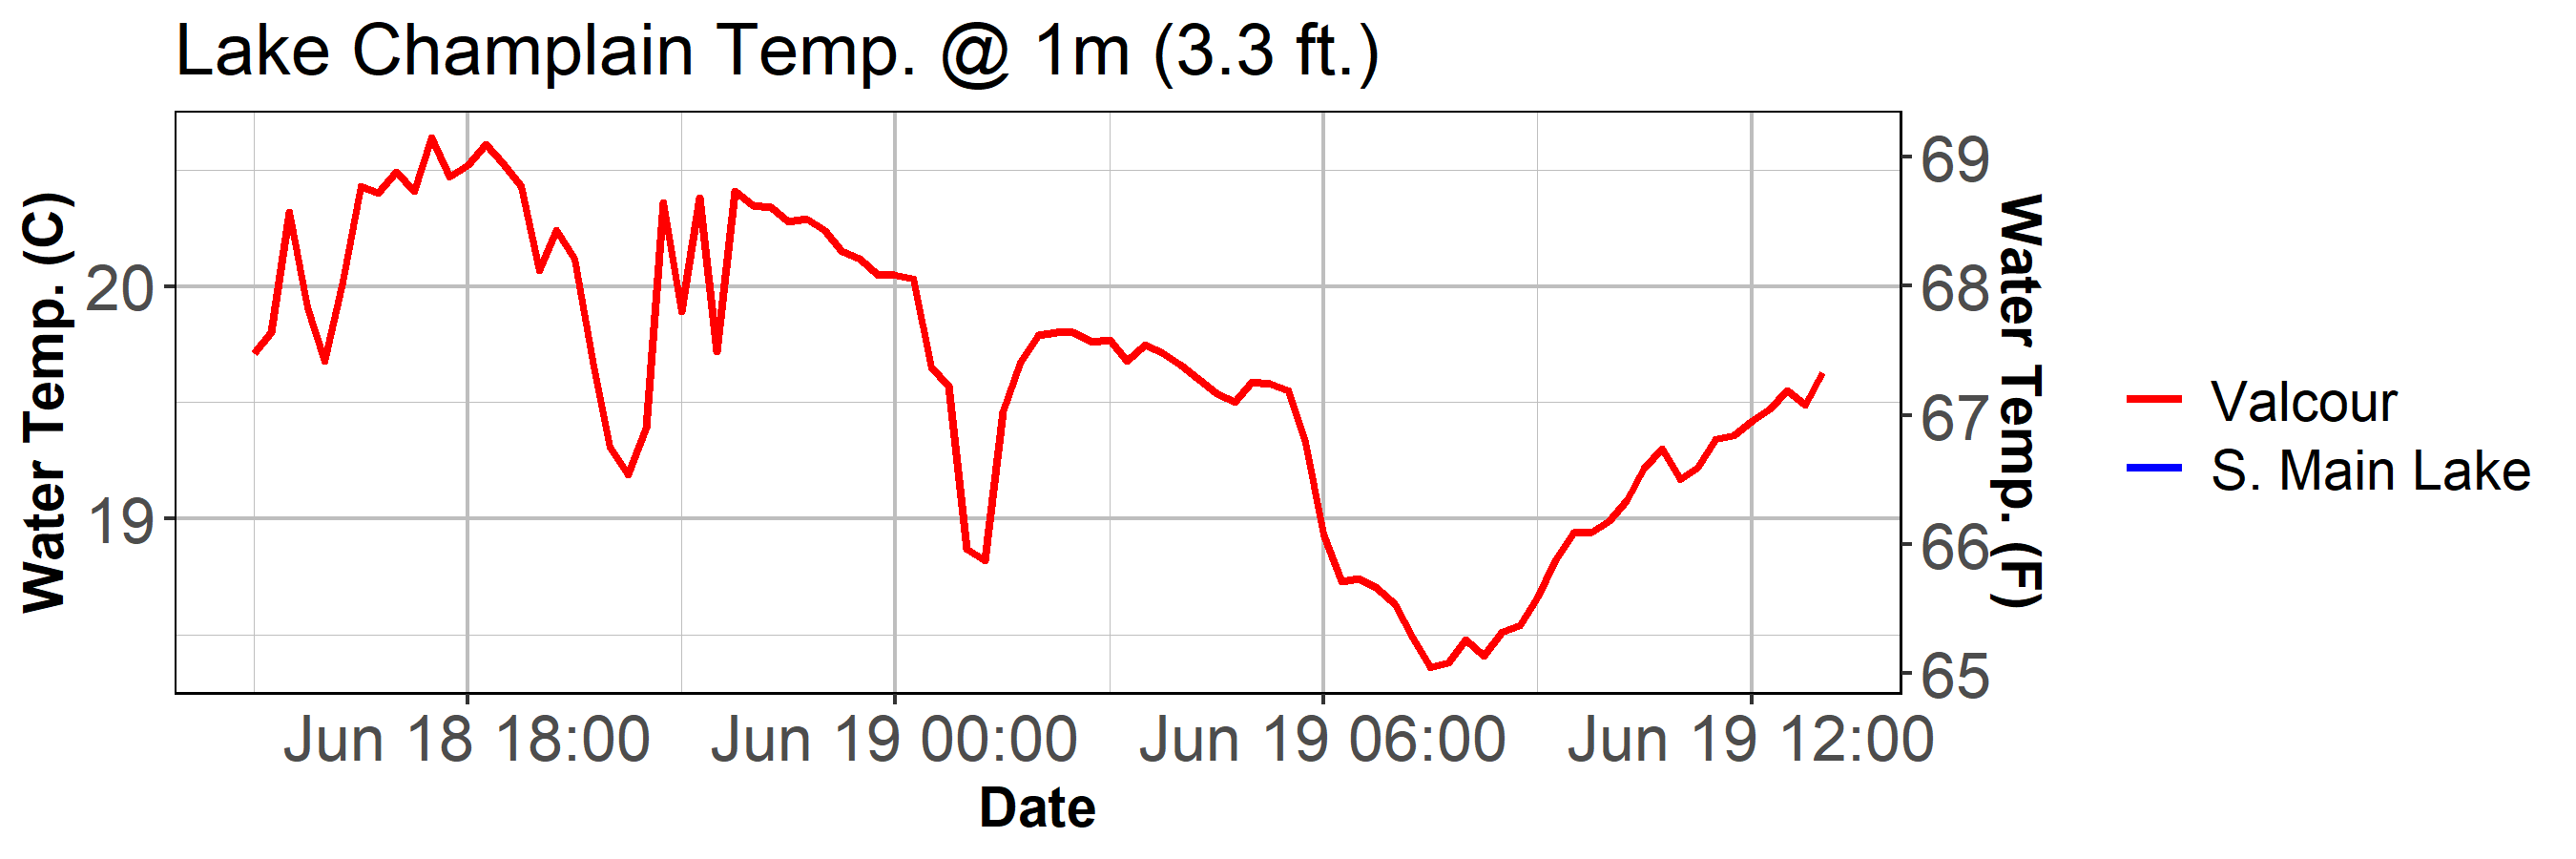 Lake Champlain Temp. @ 1m (3.3 ft.)
Water Temp. (C)
20
19
69
68
67
66
65
Water Temp. (F)
Jun 18 18:00
Jun 19 00:00
Jun 19 06:00
Jun 19 12:00
Date
Valcour
S. Main Lake